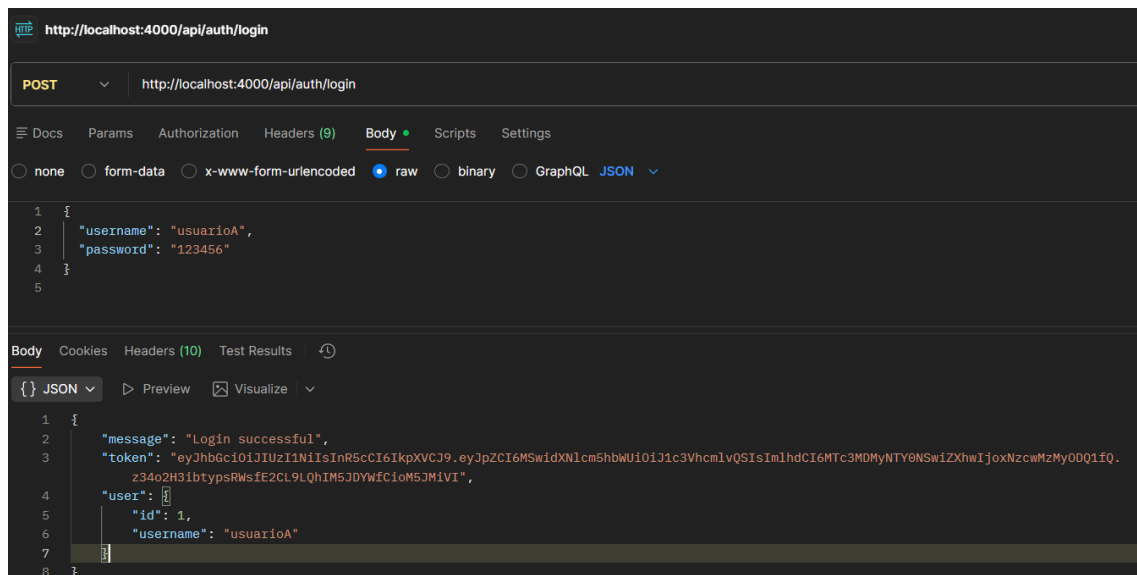 HTTP http://localhost:4000/api/auth/login
POST http://localhost:4000/api/auth/login
Docs Params Authorization Headers (9) Body Scripts Settings
none form-data x-www-form-urlencoded raw binary GraphQL JSON
1 {
2 "username": "usuarioA",
3 "password": "123456"
4 }
5
Body Cookies Headers (10) Test Results
{} JSON Preview Visualize
1 {
2 "message": "Login successful",
3 "token": "eyJhbGciOiJIUzI1NiIsInR5cCI6IkpXVCJ9.eyJpZCI6MSwidXNlcm5hbWUiOiJ1c3VhcmlvQSIsImlhdCI6MTc3MDMyNTY0NSwiZXhwIjoxNzcwMzMyODQ1fQ.
z34o2H3ibtypsRWsfE2CL9LQhIM5JDYWfCioM5JMiVI",
4 "user": {
5 "id": 1,
6 "username": "usuarioA"
7 }
8 }